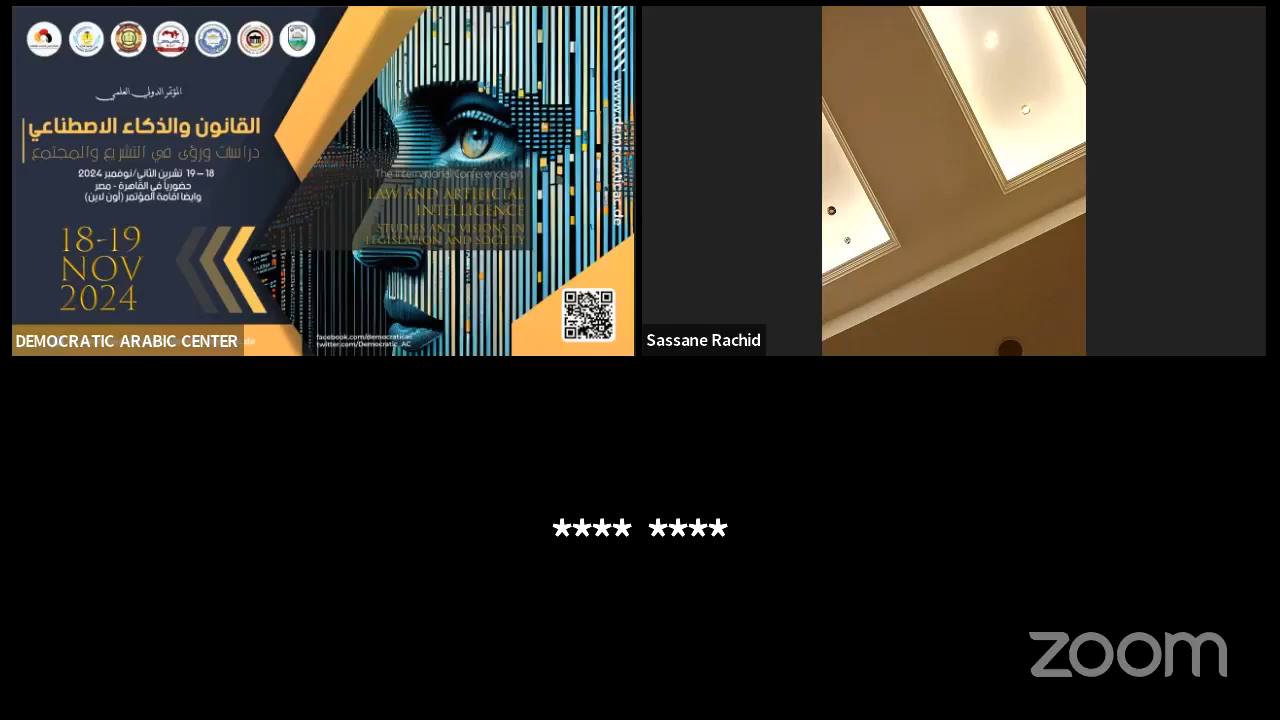 المؤتمر الدولي العلمي
القانون والذكاء الاصطناعي
دراسات ورؤى في التشريع والمجتمع
18 – 19 تشرين الثاني/نوفمبر 2024
حضورياً في القاهرة - مصر
وايضا اقامة المؤتمر (أون لاين)
18-19
NOV
2024
The International Conference on
LAW AND ARTIFICIAL
INTELLIGENCE
STUDIES AND VISIONS IN
LEGISLATION AND SOCIETY
www.democraticac.de
facebook.com/democraticac
twitter.com/Democratic_AC
DEMOCRATIC ARABIC CENTER
Sassane Rachid
**** ****
zoom